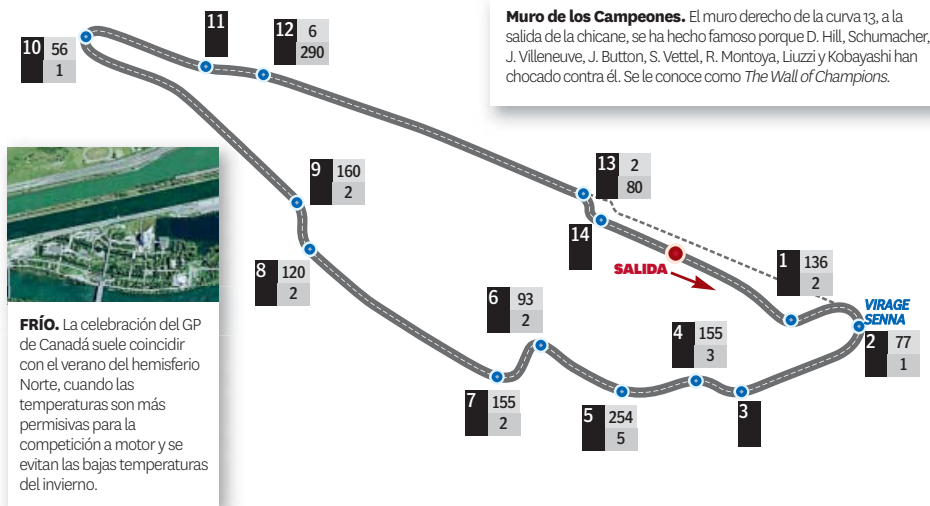 Muro de los Campeones. El muro derecho de la curva 13, a la
salida de la chicane, se ha hecho famoso porque D. Hill, Schumacher,
J. Villeneuve, J. Button, S. Vettel, R. Montoya, Liuzzi y Kobayashi han
chocado contra él. Se le conoce como The Wall of Champions.
10 56
1
11
12 6
290
9 160
2
13 2
80
14
SALIDA
8 120
2
1 136
2
VIRAGE
SENNA
2 77
1
6 93
2
4 155
3
3
5 254
5
7 155
2
FRÍO. La celebración del GP
de Canadá suele coincidir
con el verano del hemisferio
Norte, cuando las
temperaturas son más
permisivas para la
competición a motor y se
evitan las bajas temperaturas
del invierno.